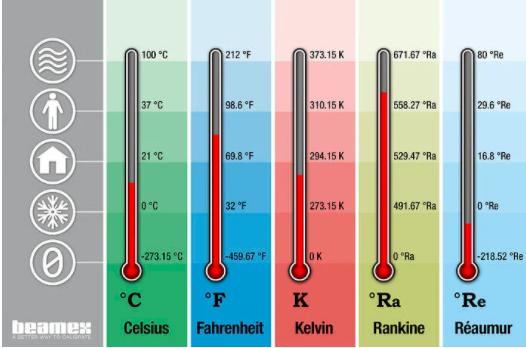 100 °C
212 °F
373.15 K
671.67 °Ra
80 °Re
37 °C
98.6 °F
310.15 K
558.27 °Ra
29.6 °Re
21 °C
69.8 °F
294.15 K
529.47 °Ra
16.8 °Re
0 °C
32 °F
273.15 K
491.67 °Ra
0 °Re
0
-273.15 °C
-459.67 °F
0 K
0 °Ra
-218.52 °Re
°C
°F
K
°Ra
°Re
beamex
A BETTER WAY TO CALIBRATE
Celsius
Fahrenheit
Kelvin
Rankine
Réaumur